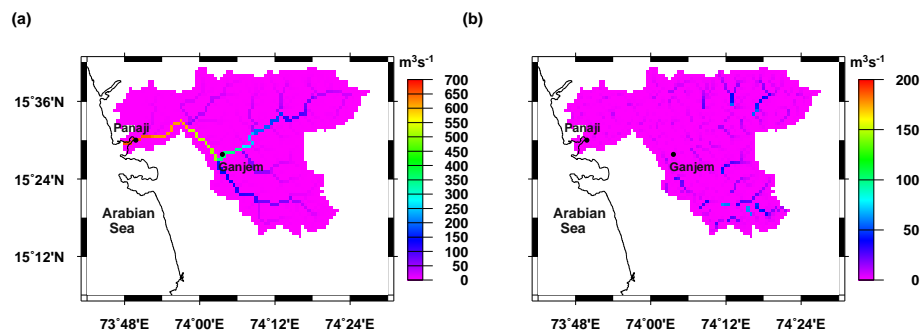 (a)
(b)
m³s⁻¹
m³s⁻¹
15˚36'N
15˚24'N
15˚12'N
Panaji
Ganjem
Arabian
Sea
700
650
600
550
500
450
400
350
300
250
200
150
100
50
0
73˚48'E 74˚00'E 74˚12'E 74˚24'E
Panaji
Ganjem
Arabian
Sea
200
150
100
50
0
73˚48'E 74˚00'E 74˚12'E 74˚24'E